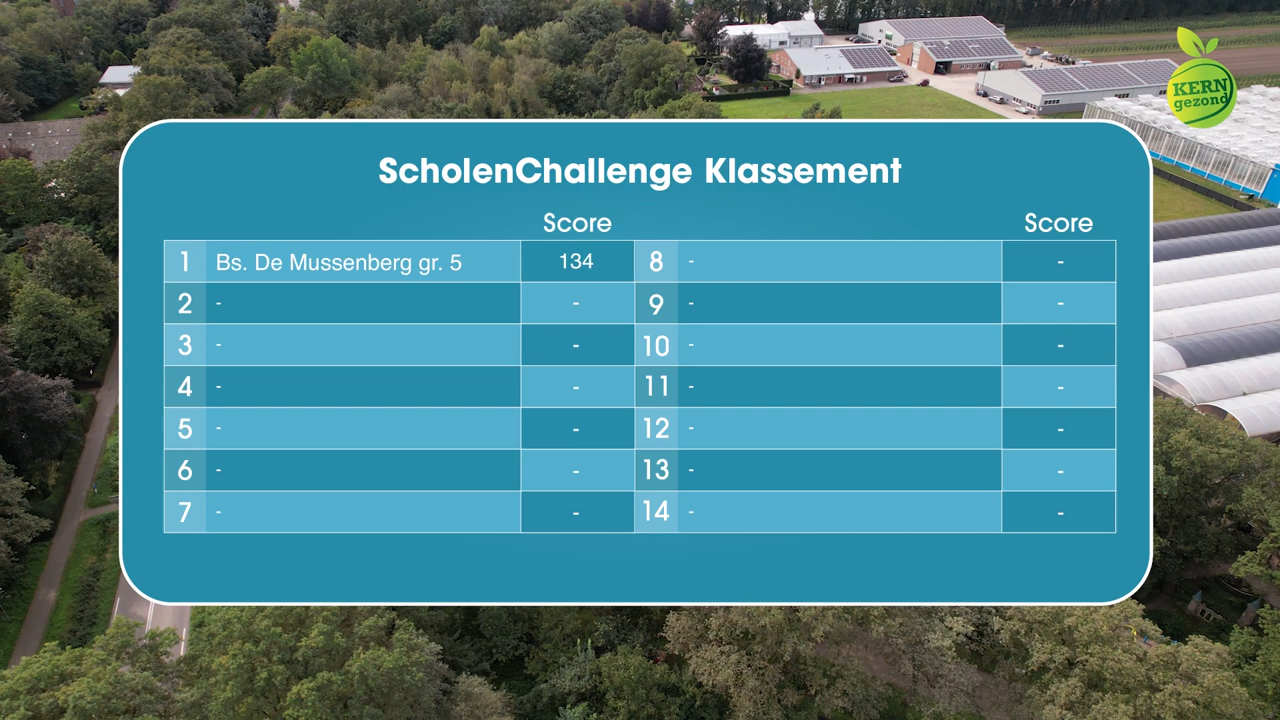 KERN
gezond
ScholenChallenge Klassement
Score Score
1 Bs. De Mussenberg gr. 5 134 8 - -
2 - - 9 - -
3 - - 10 - -
4 - - 11 - -
5 - - 12 - -
6 - - 13 - -
7 - - 14 - -